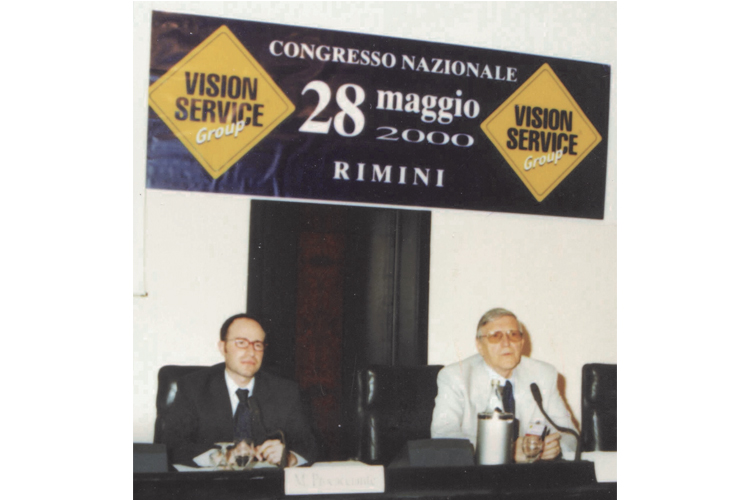 CONGRESSO NAZIONALE
28 maggio
2000
RIMINI
VISION
SERVICE
Group
VISION
SERVICE
Group